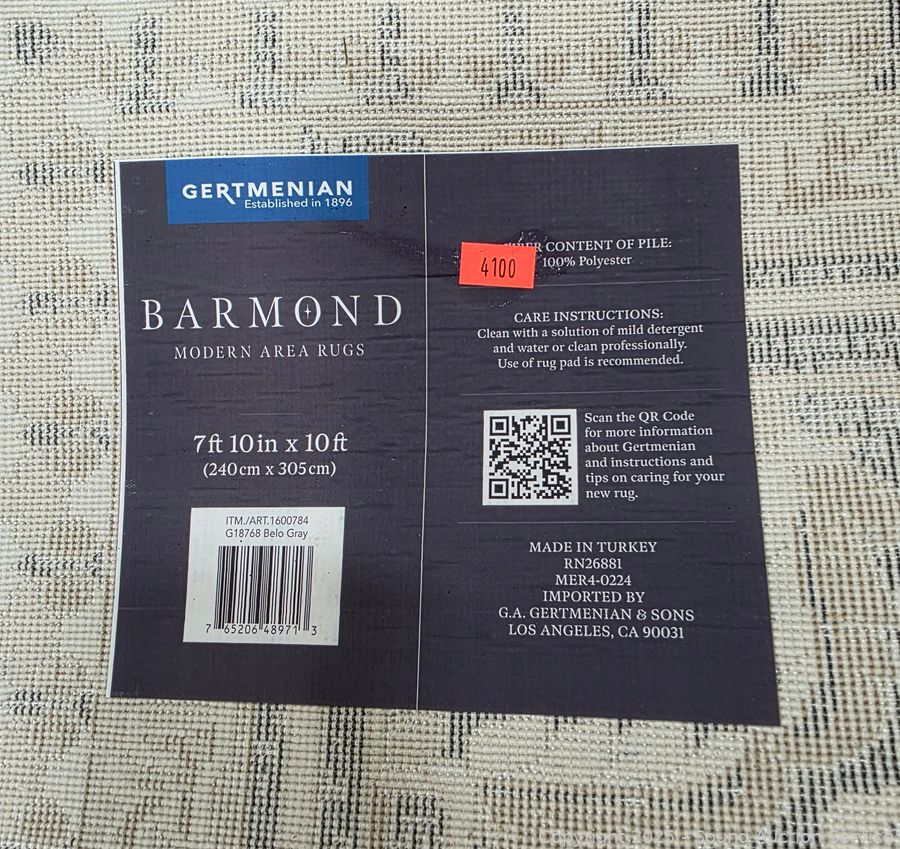 GERTMENIAN
Established in 1896
BARMOND
MODERN AREA RUGS
7ft 10in x 10ft
(240cm x 305cm)
ITM./ART.1600784
G18768 Belo Gray
7 65206 48971 3
CONTENT OF PILE:
4100
100% Polyester
CARE INSTRUCTIONS:
Clean with a solution of mild detergent
and water or clean professionally.
Use of rug pad is recommended.
Scan the QR Code
for more information
about Gertmenian
and instructions and
tips on caring for your
new rug.
MADE IN TURKEY
RN26881
MER4-0224
IMPORTED BY
G.A. GERTMENIAN & SONS
LOS ANGELES, CA 90031
Copyright 2025